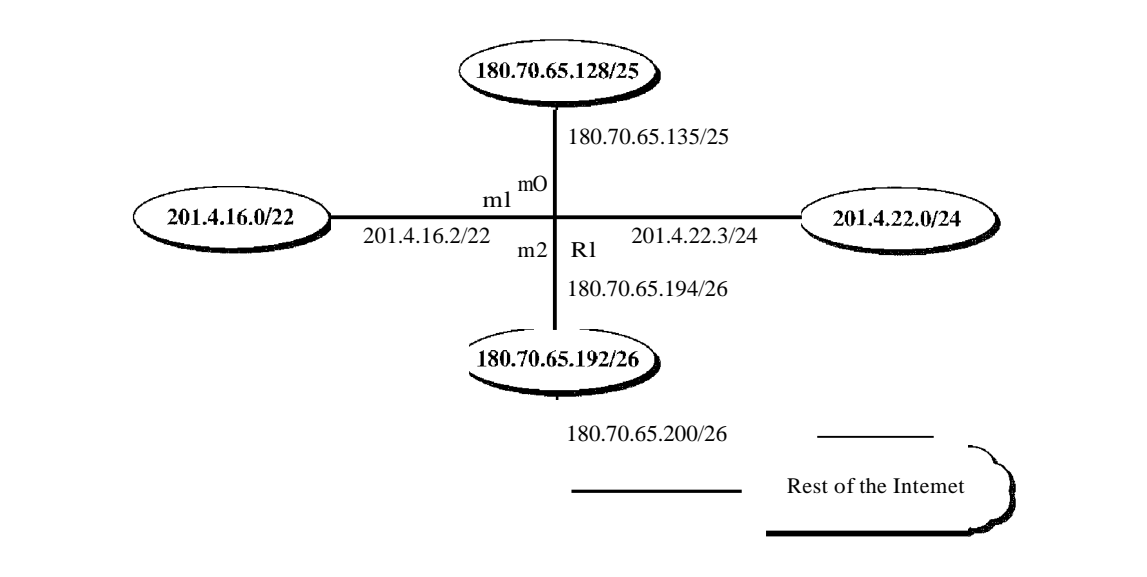 180.70.65.128/25
180.70.65.135/25
mO
m1
201.4.16.0/22
201.4.22.0/24
201.4.16.2/22
201.4.22.3/24
m2
R1
180.70.65.194/26
180.70.65.192/26
180.70.65.200/26
Rest of the Intemet